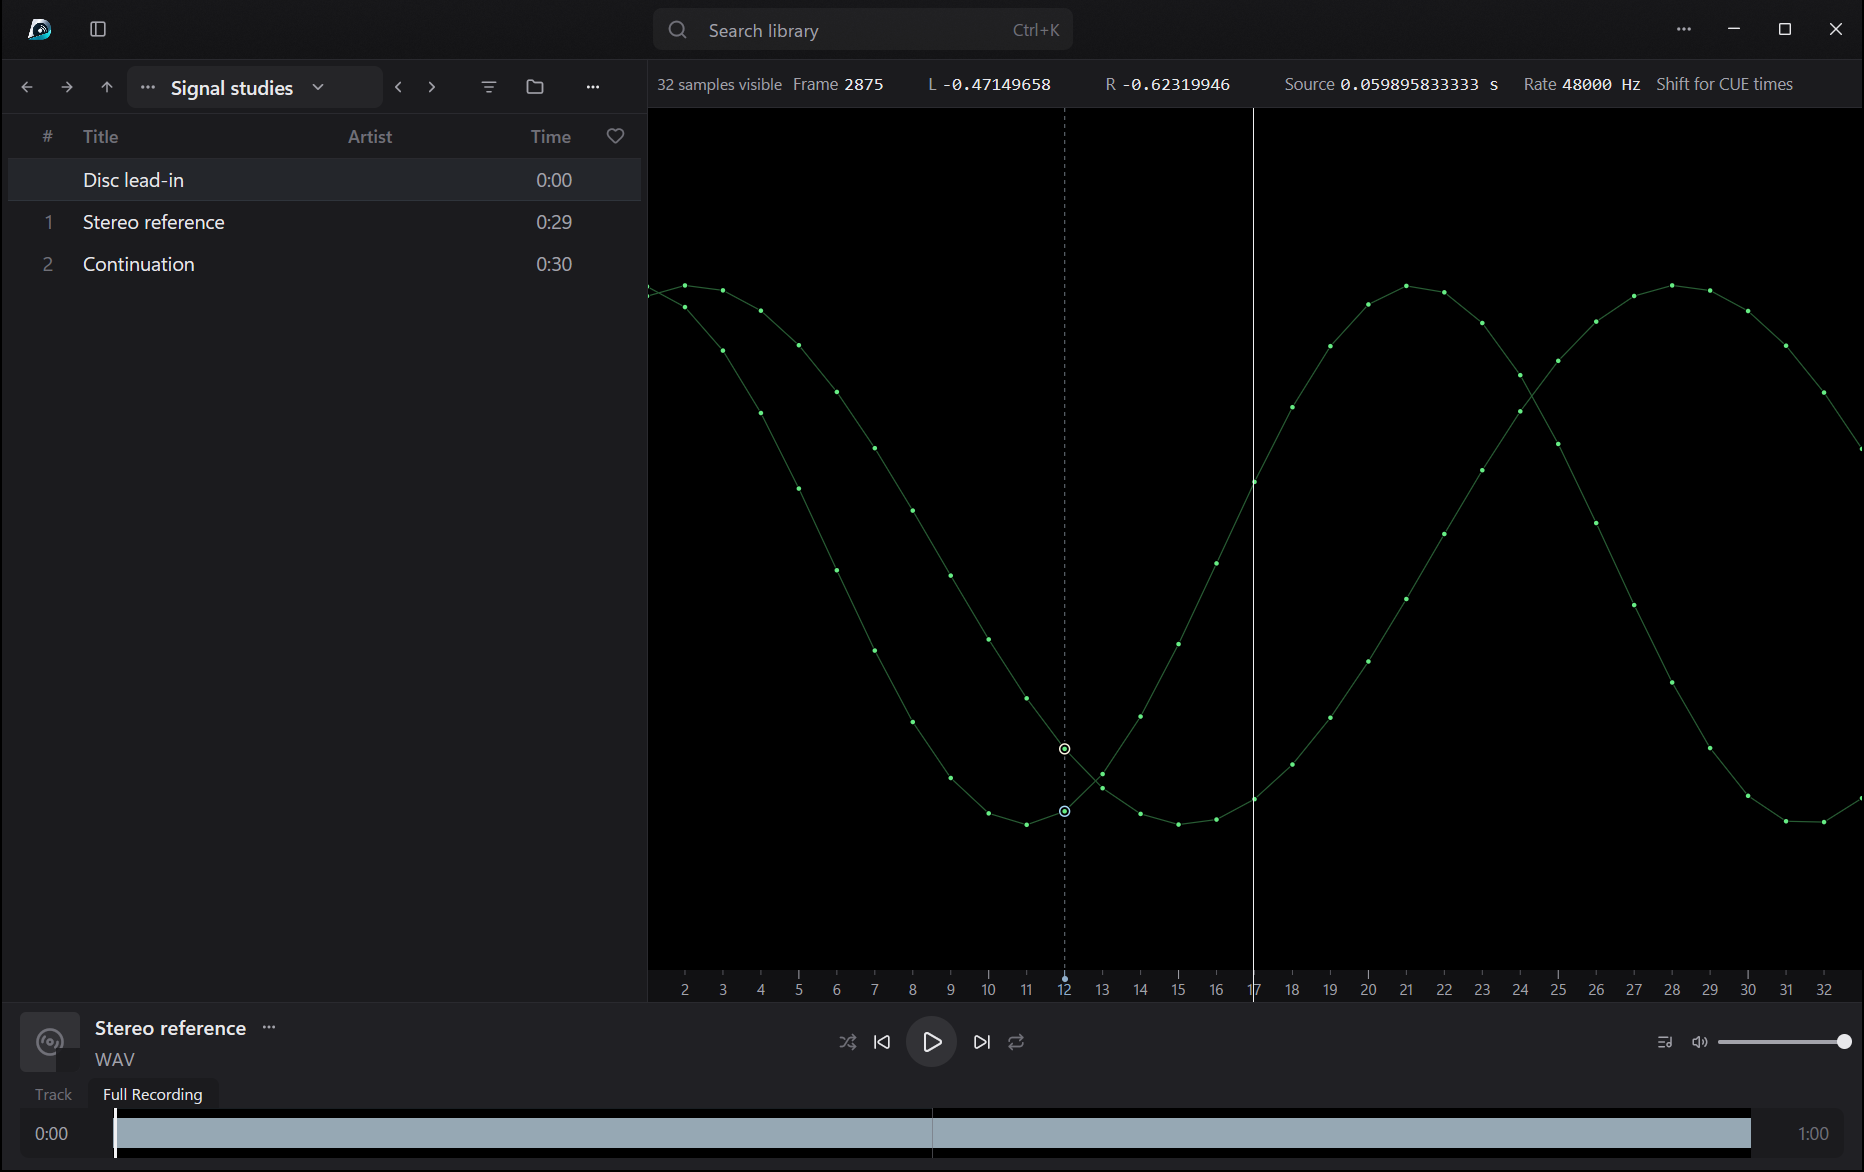 Search library Ctrl+K
Signal studies
32 samples visible Frame 2875 L -0.47149658 R -0.62319946 Source 0.059895833333 s Rate 48000 Hz Shift for CUE times
# Title Artist Time
Disc lead-in 0:00
1 Stereo reference 0:29
2 Continuation 0:30
2 3 4 5 6 7 8 9 10 11 12 13 14 15 16 17 18 19 20 21 22 23 24 25 26 27 28 29 30 31 32
Stereo reference
WAV
Track Full Recording
0:00 1:00